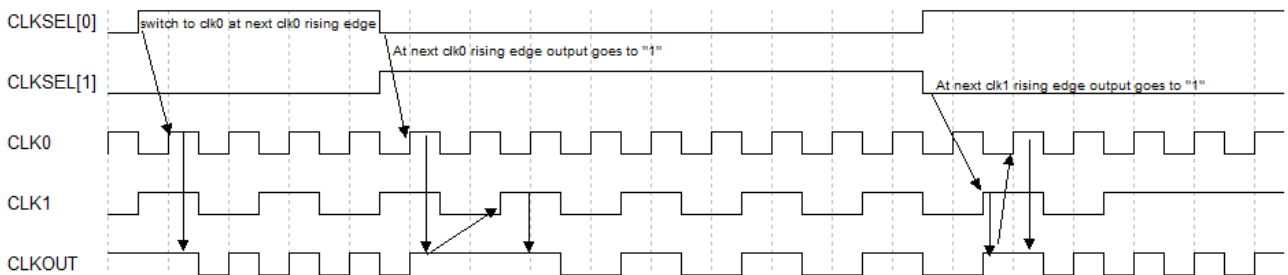 CLKSEL[0]
switch to clk0 at next clk0 rising edge
At next clk0 rising edge output goes to "1"
CLKSEL[1]
At next clk1 rising edge output goes to "1"
CLK0
CLK1
CLKOUT